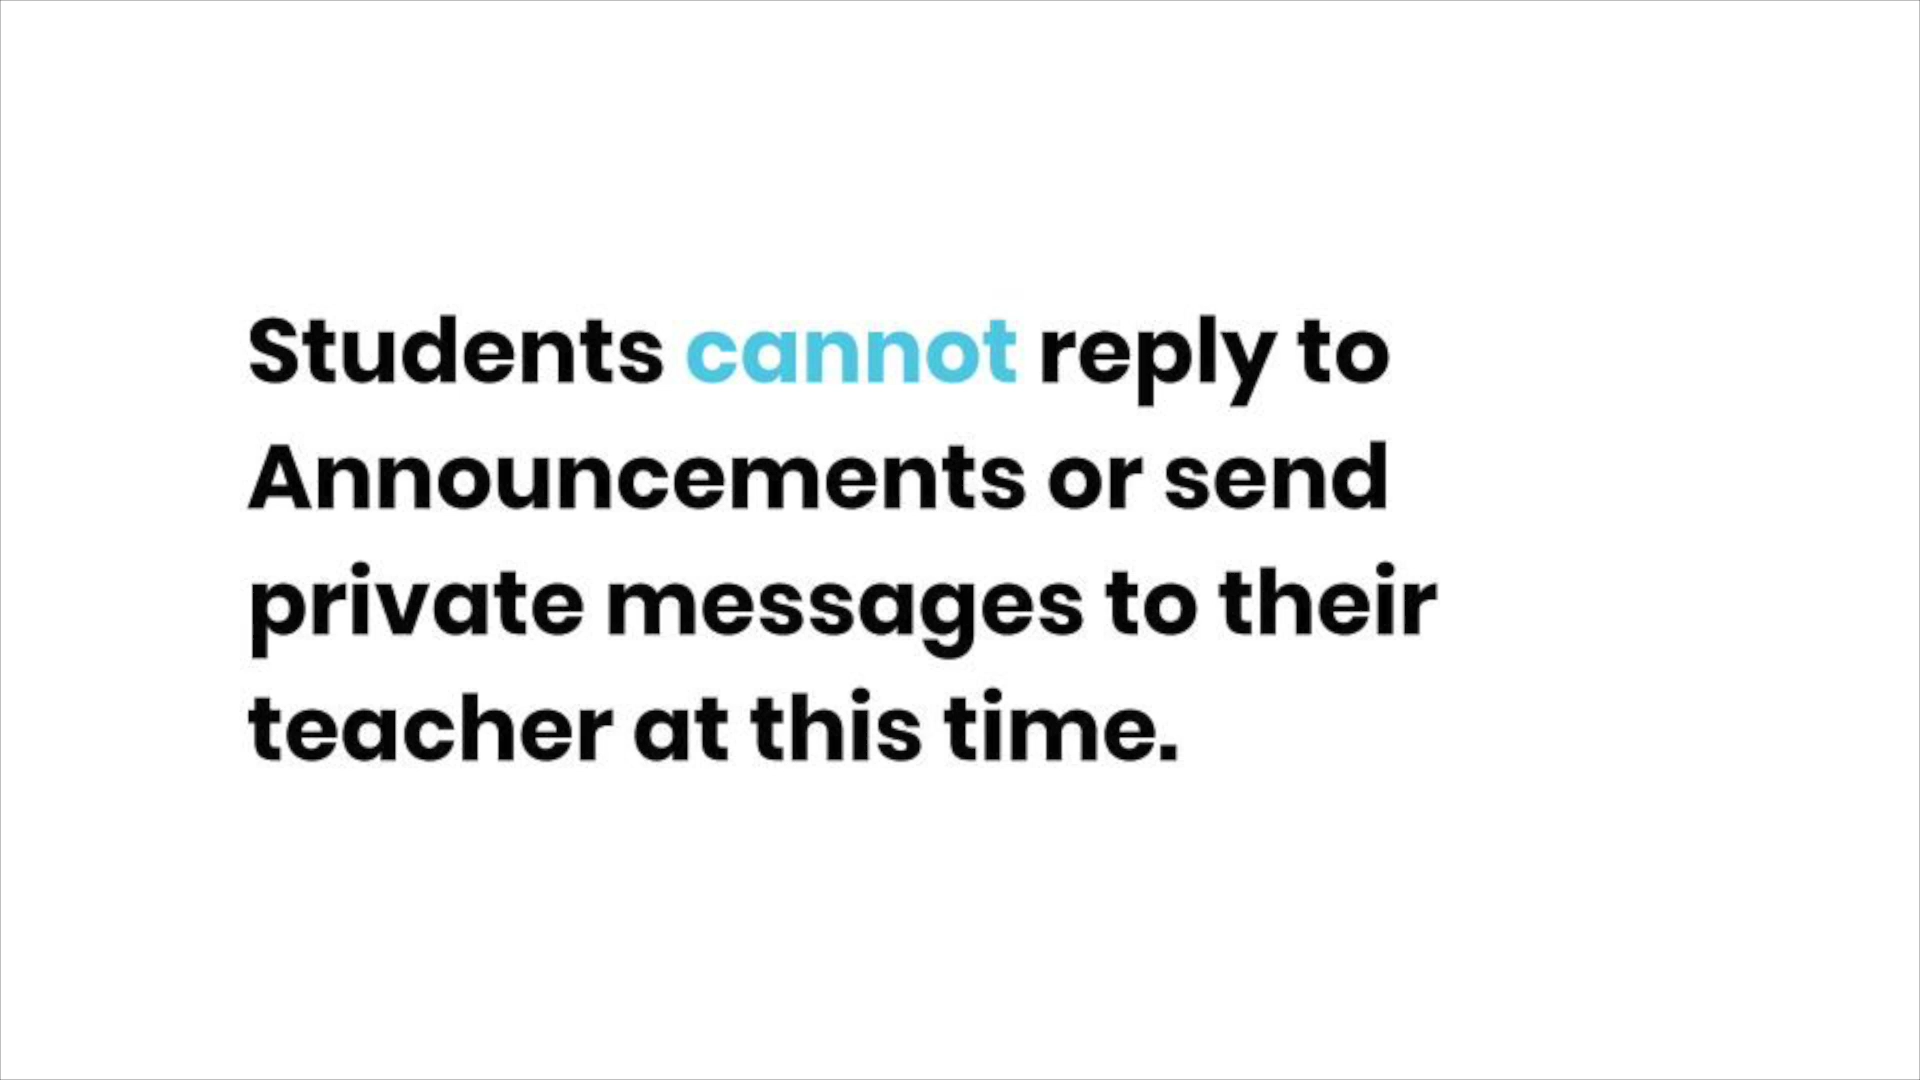 Students cannot reply to
Announcements or send
private messages to their
teacher at this time.